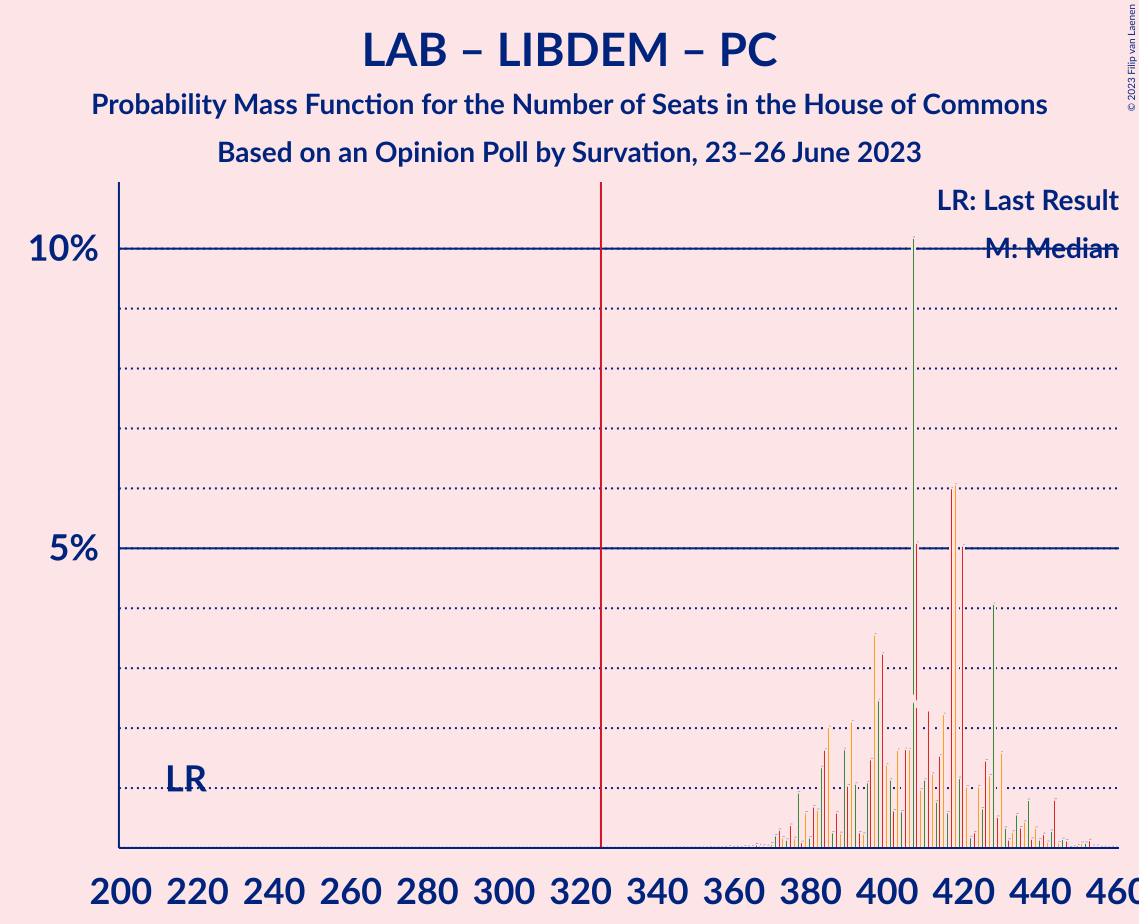 LAB – LIBDEM – PC
Probability Mass Function for the Number of Seats in the House of Commons
Based on an Opinion Poll by Survation, 23–26 June 2023
© 2023 Filip van Laenen
LR: Last Result
M: Median
10%
5%
LR
200 220 240 260 280 300 320 340 360 380 400 420 440 460